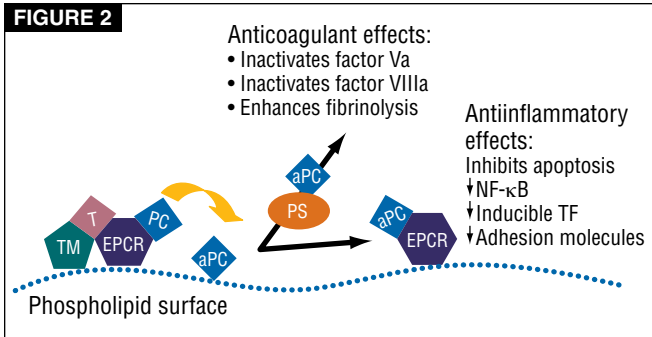 FIGURE 2
Anticoagulant effects:
• Inactivates factor Va
• Inactivates factor VIIIa
• Enhances fibrinolysis
Antiinflammatory
effects:
Inhibits apoptosis
↓NF-κB
↓Inducible TF
↓Adhesion molecules
aPC
PS
T
PC
TM
EPCR
aPC
aPC
EPCR
Phospholipid surface